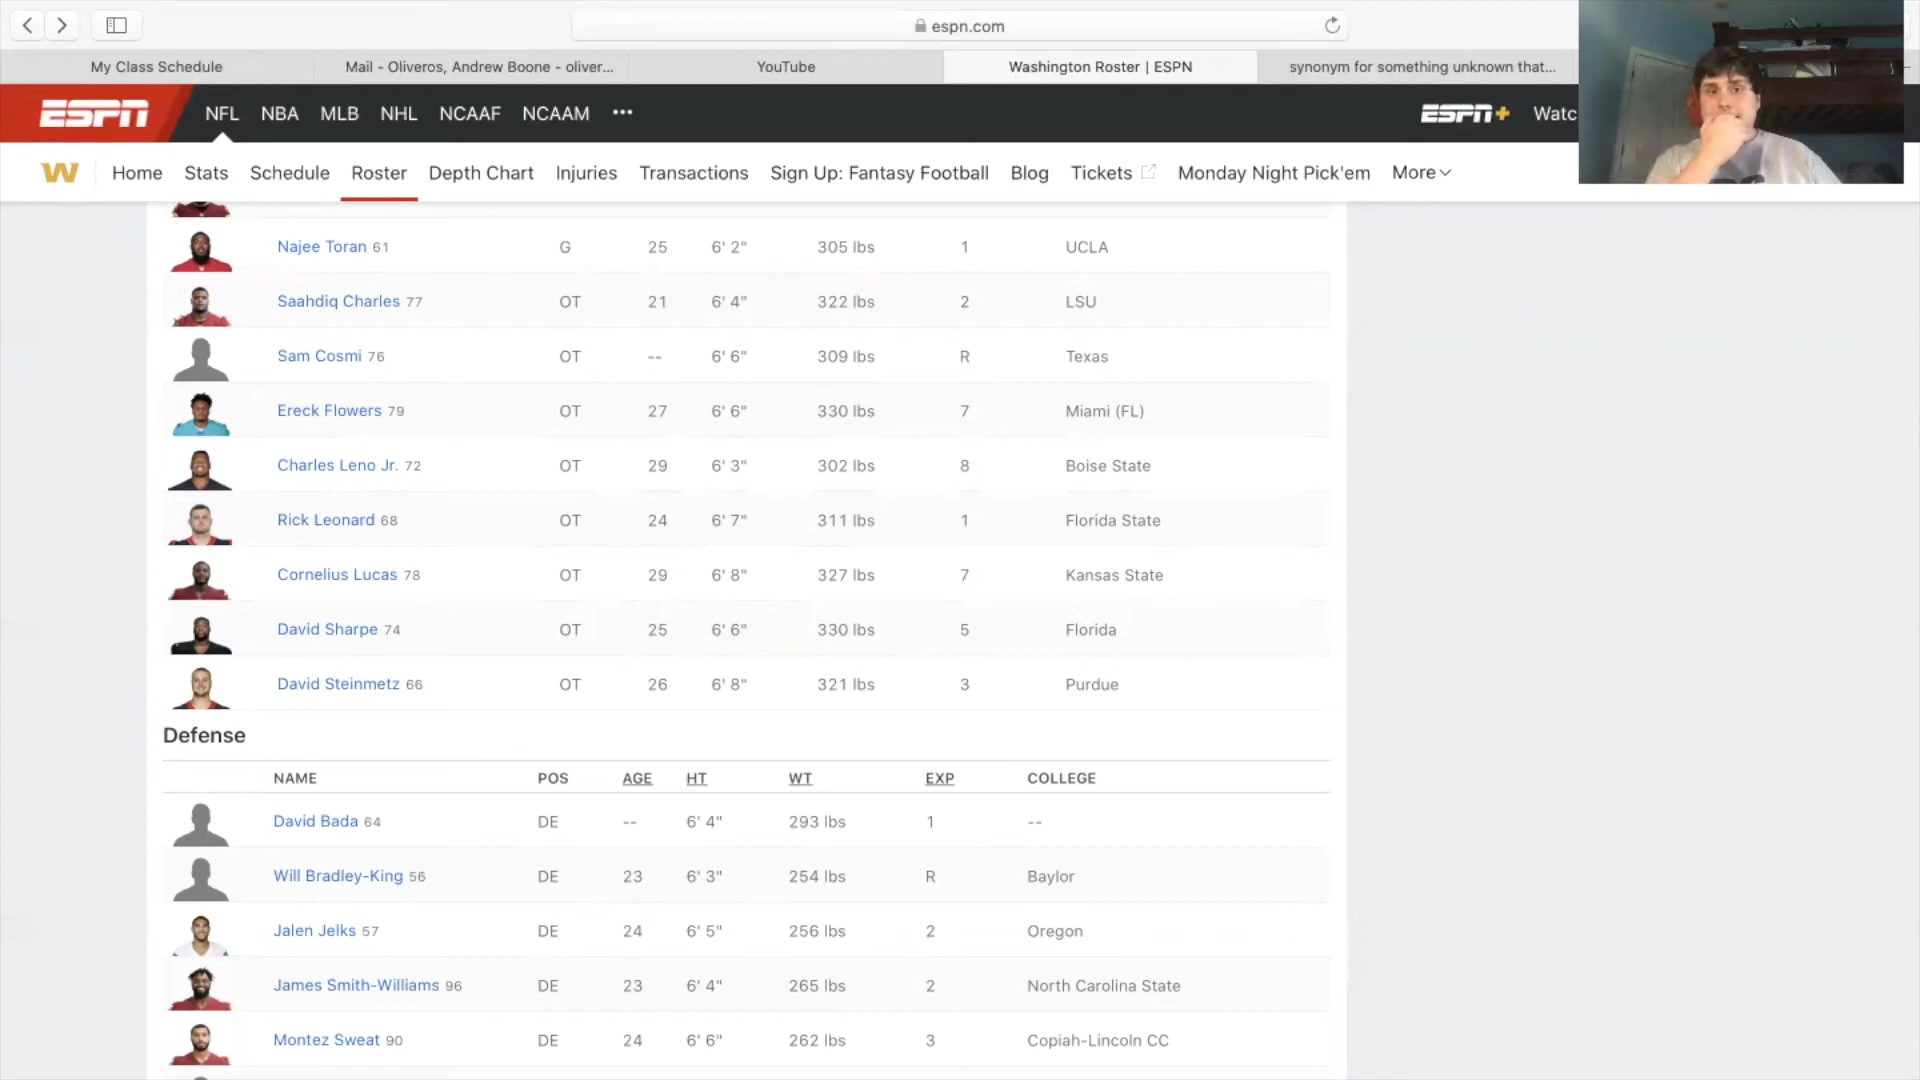 espn.com
My Class Schedule Mail - Oliveros, Andrew Boone - oliver... YouTube Washington Roster | ESPN synonym for something unknown that...
ESPN NFL NBA MLB NHL NCAAF NCAAM ••• ESPN+ Watc
W Home Stats Schedule Roster Depth Chart Injuries Transactions Sign Up: Fantasy Football Blog Tickets Monday Night Pick'em More
Najee Toran 61 G 25 6' 2" 305 lbs 1 UCLA
Saahdiq Charles 77 OT 21 6' 4" 322 lbs 2 LSU
Sam Cosmi 76 OT -- 6' 6" 309 lbs R Texas
Ereck Flowers 79 OT 27 6' 6" 330 lbs 7 Miami (FL)
Charles Leno Jr. 72 OT 29 6' 3" 302 lbs 8 Boise State
Rick Leonard 68 OT 24 6' 7" 311 lbs 1 Florida State
Cornelius Lucas 78 OT 29 6' 8" 327 lbs 7 Kansas State
David Sharpe 74 OT 25 6' 6" 330 lbs 5 Florida
David Steinmetz 66 OT 26 6' 8" 321 lbs 3 Purdue
Defense
NAME POS AGE HT WT EXP COLLEGE
David Bada 64 DE -- 6' 4" 293 lbs 1 --
Will Bradley-King 56 DE 23 6' 3" 254 lbs R Baylor
Jalen Jelks 57 DE 24 6' 5" 256 lbs 2 Oregon
James Smith-Williams 96 DE 23 6' 4" 265 lbs 2 North Carolina State
Montez Sweat 90 DE 24 6' 6" 262 lbs 3 Copiah-Lincoln CC